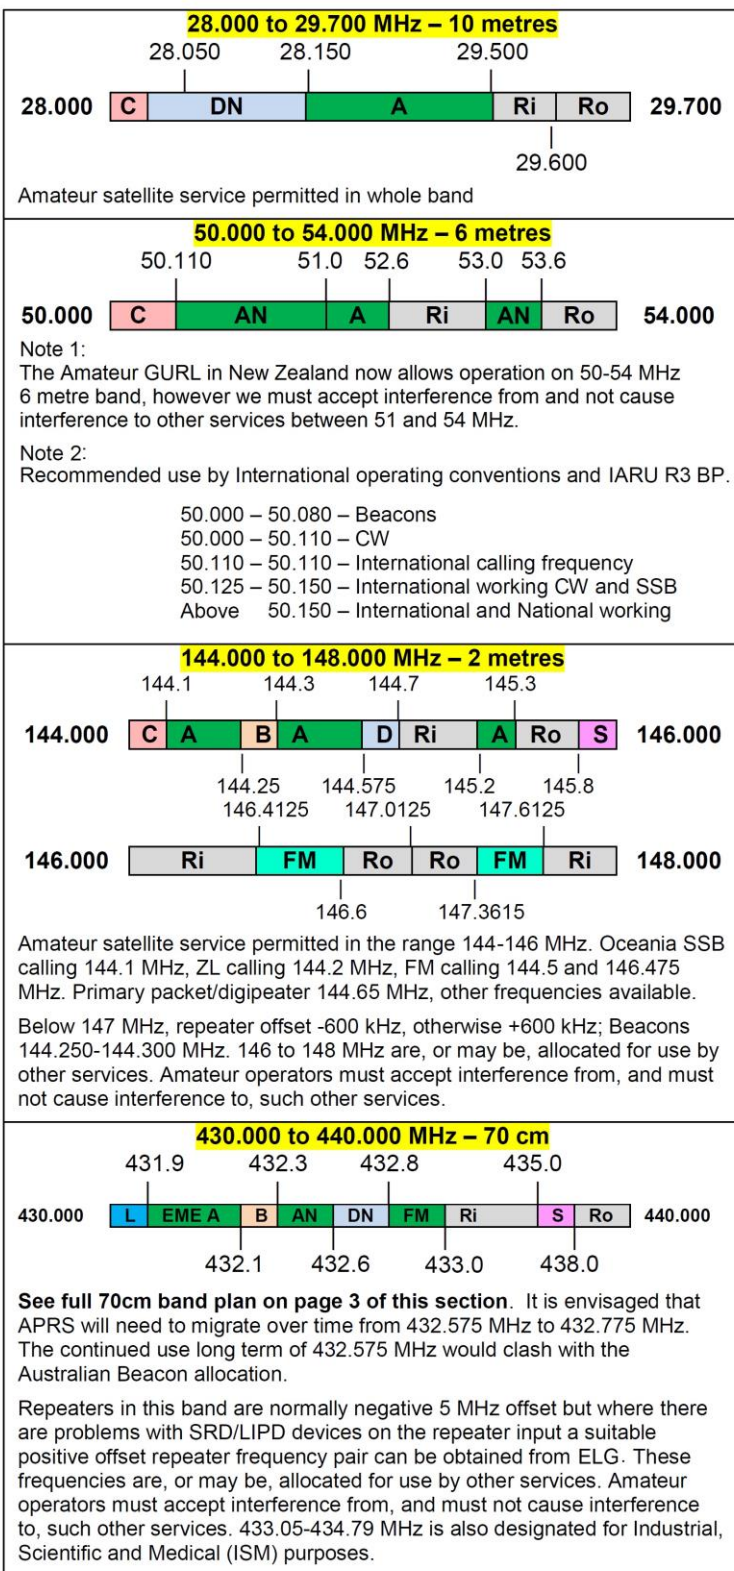 28.000 to 29.700 MHz – 10 metres
28.050 28.150 29.500
28.000 C DN A Ri Ro 29.700
29.600
Amateur satellite service permitted in whole band
50.000 to 54.000 MHz – 6 metres
50.110 51.0 52.6 53.0 53.6
50.000 C AN A Ri AN Ro 54.000
Note 1:
The Amateur GURL in New Zealand now allows operation on 50-54 MHz
6 metre band, however we must accept interference from and not cause
interference to other services between 51 and 54 MHz.
Note 2:
Recommended use by International operating conventions and IARU R3 BP.
50.000 – 50.080 – Beacons
50.000 – 50.110 – CW
50.110 – 50.110 – International calling frequency
50.125 – 50.150 – International working CW and SSB
Above 50.150 – International and National working
144.000 to 148.000 MHz – 2 metres
144.1 144.3 144.7 145.3
144.000 C A B A D Ri A Ro S 146.000
144.25 144.575 145.2 145.8
146.4125 147.0125 147.6125
146.000 Ri FM Ro Ro FM Ri 148.000
146.6 147.3615
Amateur satellite service permitted in the range 144-146 MHz. Oceania SSB
calling 144.1 MHz, ZL calling 144.2 MHz, FM calling 144.5 and 146.475
MHz. Primary packet/digipeater 144.65 MHz, other frequencies available.
Below 147 MHz, repeater offset -600 kHz, otherwise +600 kHz; Beacons
144.250-144.300 MHz. 146 to 148 MHz are, or may be, allocated for use by
other services. Amateur operators must accept interference from, and must
not cause interference to, such other services.
430.000 to 440.000 MHz – 70 cm
431.9 432.3 432.8 435.0
430.000 L EME A B AN DN FM Ri S Ro 440.000
432.1 432.6 433.0 438.0
See full 70cm band plan on page 3 of this section. It is envisaged that
APRS will need to migrate over time from 432.575 MHz to 432.775 MHz.
The continued use long term of 432.575 MHz would clash with the
Australian Beacon allocation.
Repeaters in this band are normally negative 5 MHz offset but where there
are problems with SRD/LIPD devices on the repeater input a suitable
positive offset repeater frequency pair can be obtained from ELG. These
frequencies are, or may be, allocated for use by other services. Amateur
operators must accept interference from, and must not cause interference
to, such other services. 433.05-434.79 MHz is also designated for Industrial,
Scientific and Medical (ISM) purposes.